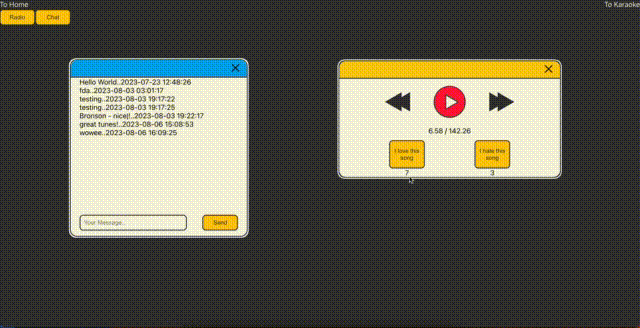 To Home
To Karaoke
Radio
Chat
Hello World..2023-07-23 12:48:26
fda..2023-08-03 03:01:17
testing..2023-08-03 19:17:22
testing..2023-08-03 19:17:25
Bronson - nice|!..2023-08-03 19:22:17
great tunes!..2023-08-06 15:08:53
wowee..2023-08-06 16:09:25
Your Message...
Send
6.58 / 142.26
I love this
song
7
I hate this
song
3